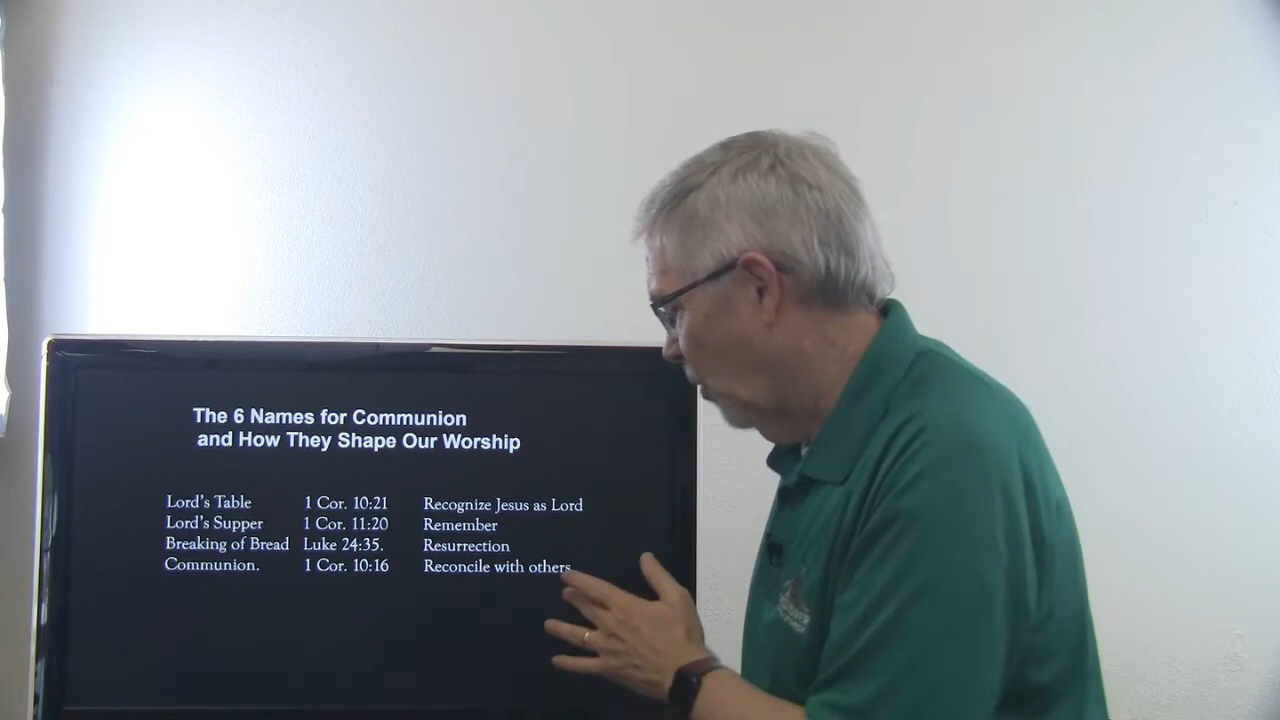 The 6 Names for Communion
and How They Shape Our Worship
Lord's Table 1 Cor. 10:21 Recognize Jesus as Lord
Lord's Supper 1 Cor. 11:20 Remember
Breaking of Bread Luke 24:35. Resurrection
Communion. 1 Cor. 10:16 Reconcile with others